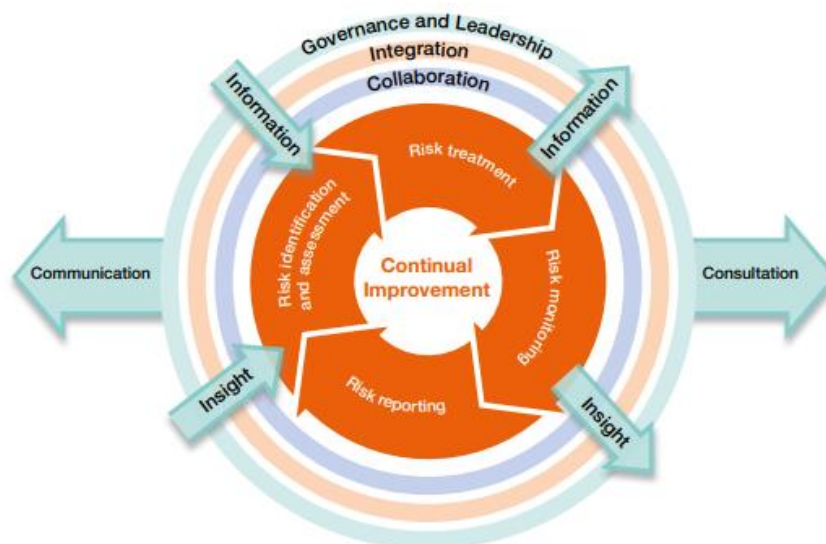 Governance and Leadership
Integration
Collaboration
Information
Information
Risk treatment
Risk identification
and assessment
Continual
Improvement
Risk monitoring
Communication
Consultation
Risk reporting
Insight
Insight